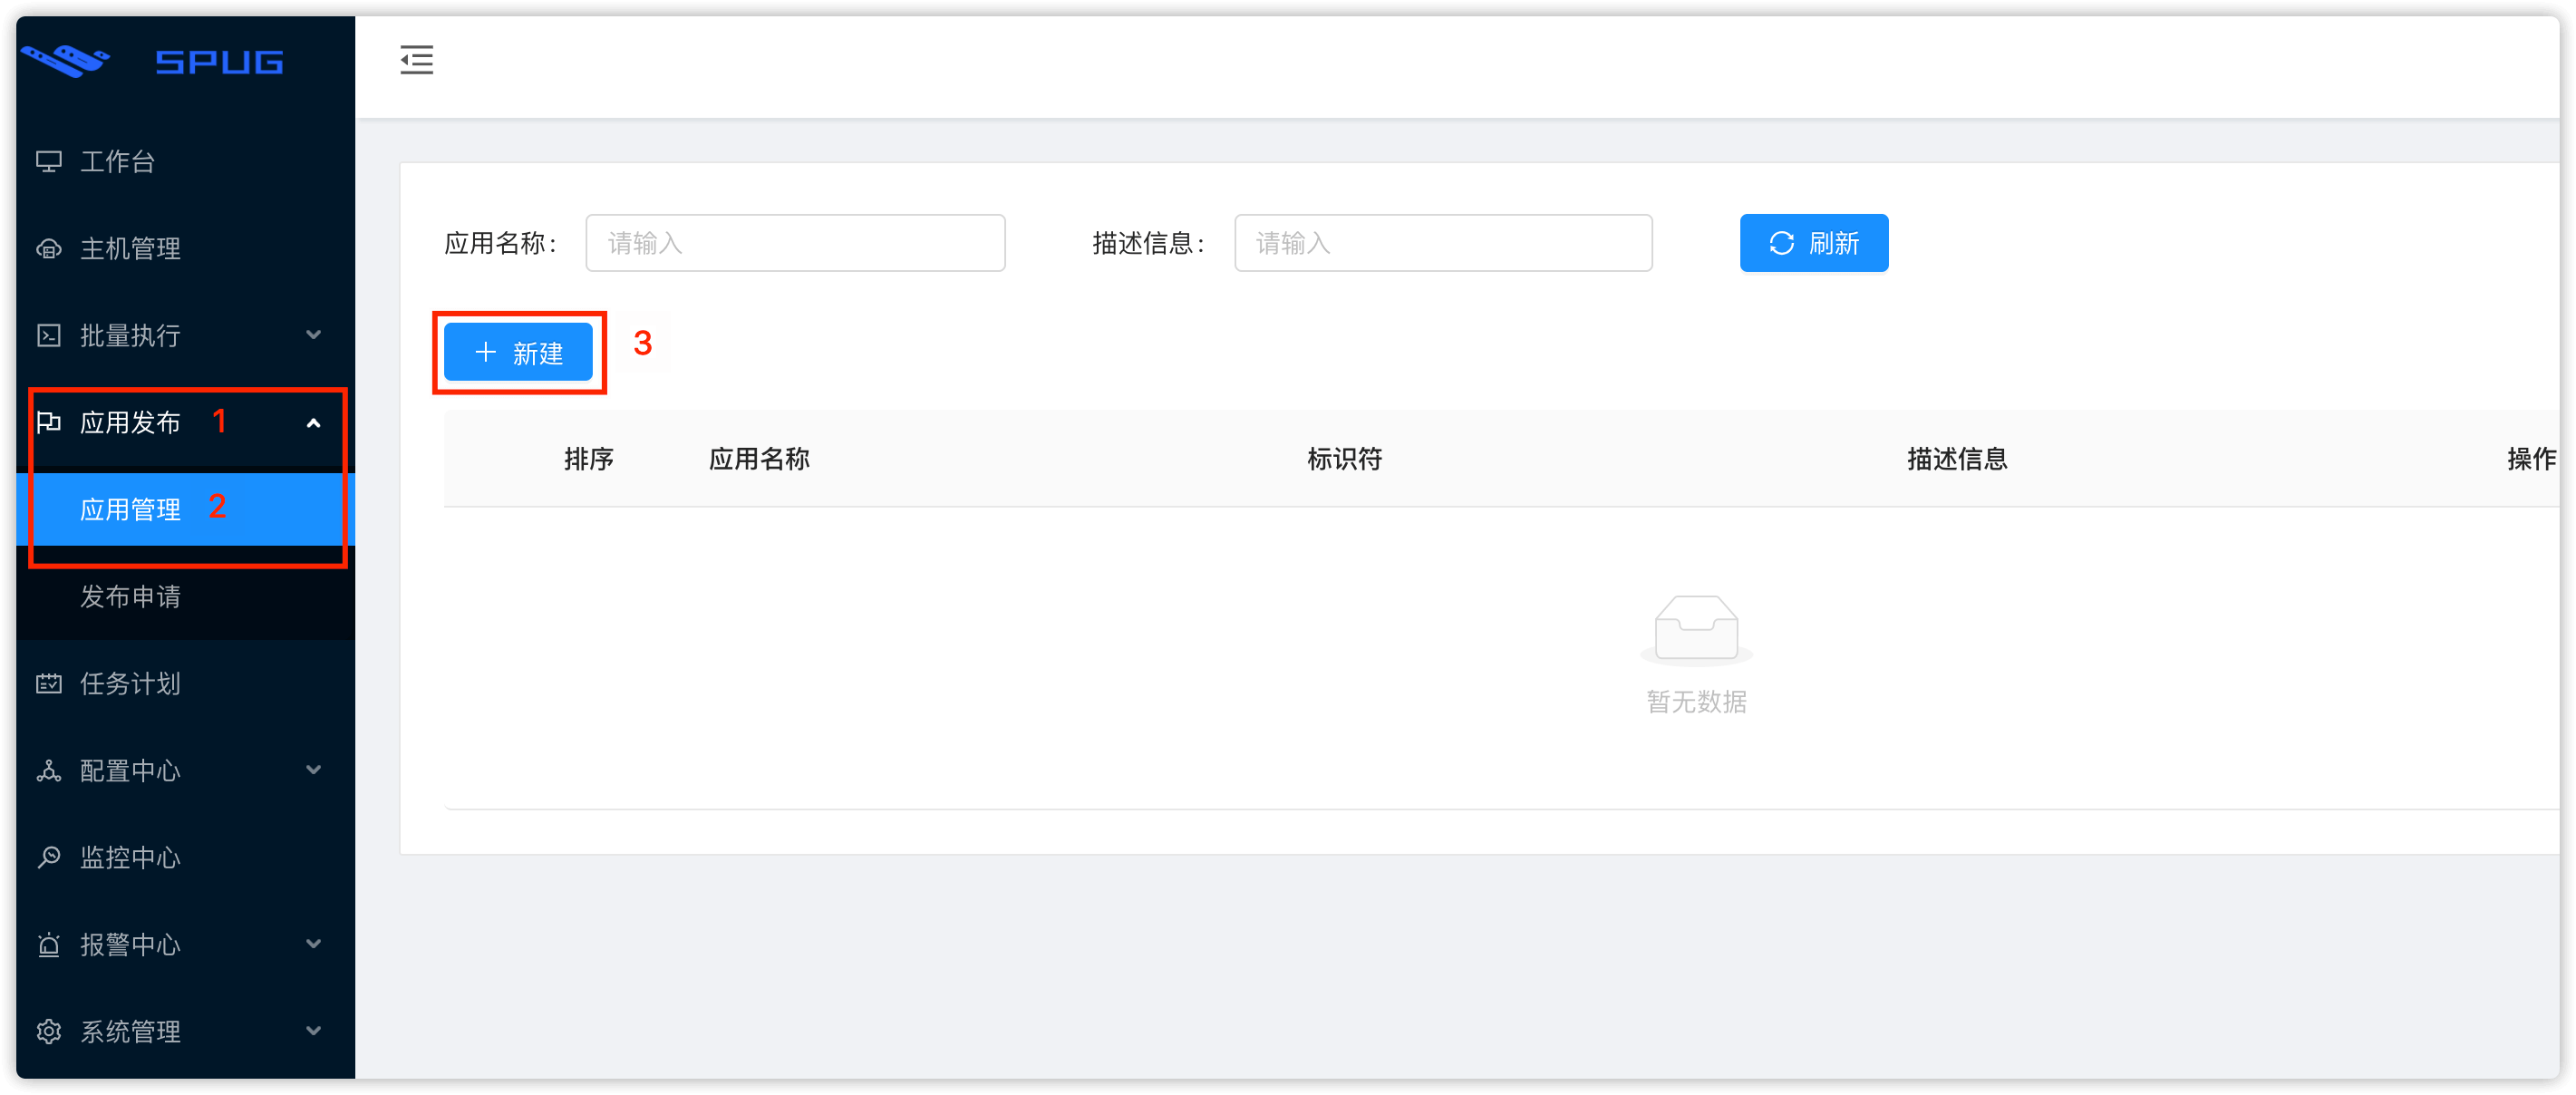 SPUG
工作台
主机管理
批量执行
应用发布 1
应用管理 2
发布申请
任务计划
配置中心
监控中心
报警中心
系统管理
应用名称: 请输入 描述信息: 请输入 刷新
新建 3
排序 应用名称 标识符 描述信息 操作
暂无数据